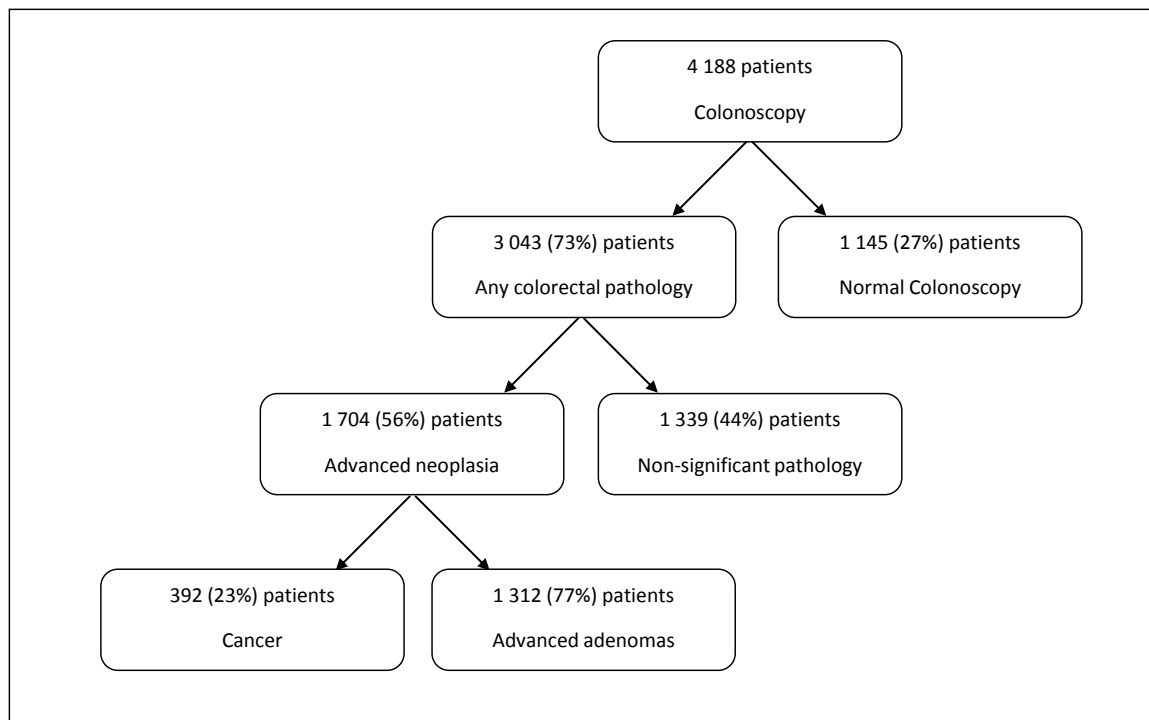 4 188 patients
Colonoscopy
3 043 (73%) patients
Any colorectal pathology
1 145 (27%) patients
Normal Colonoscopy
1 704 (56%) patients
Advanced neoplasia
1 339 (44%) patients
Non-significant pathology
392 (23%) patients
Cancer
1 312 (77%) patients
Advanced adenomas